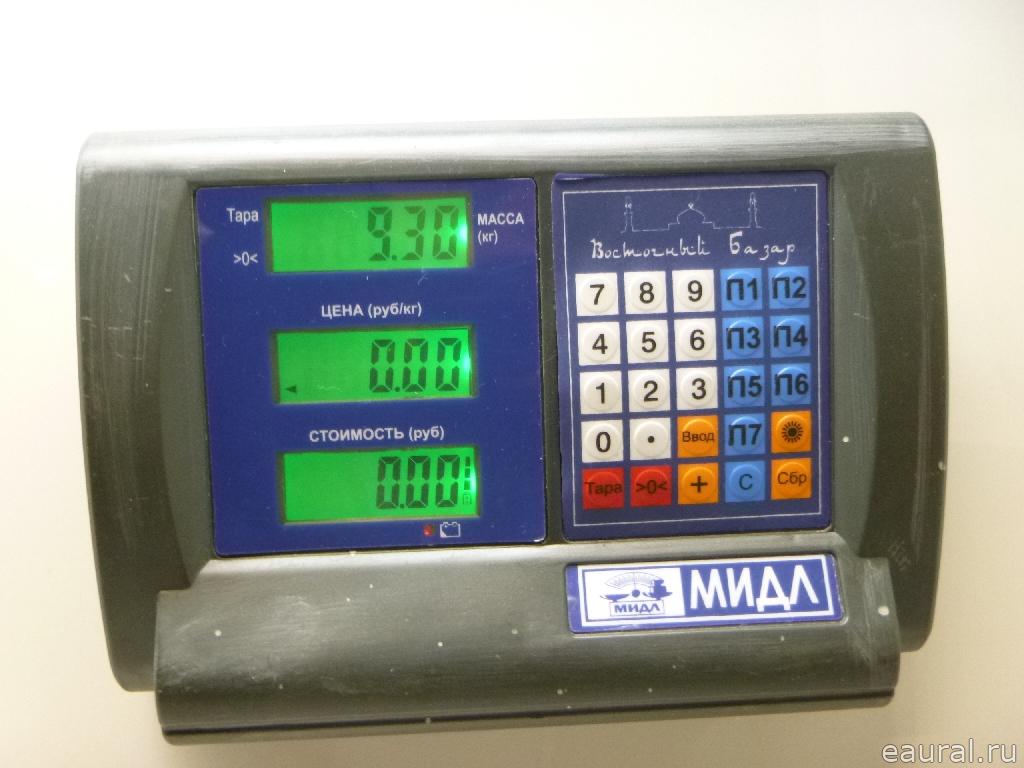 Тара
9.30
МАССА
(кг)
>0<
ЦЕНА (руб/кг)
0.00
СТОИМОСТЬ (руб)
0.00
Восточный Базар
7 8 9 П1 П2
4 5 6 П3 П4
1 2 3 П5 П6
0 . Ввод П7
Тара >0< + С Сбр
МИДЛ
МИДЛ
eaural.ru